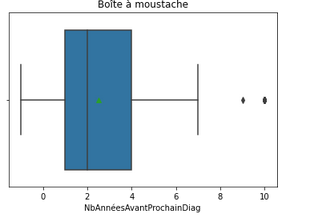 Boîte à moustache
0 2 4 6 8 10
NbAnnéesAvantProchainDiag